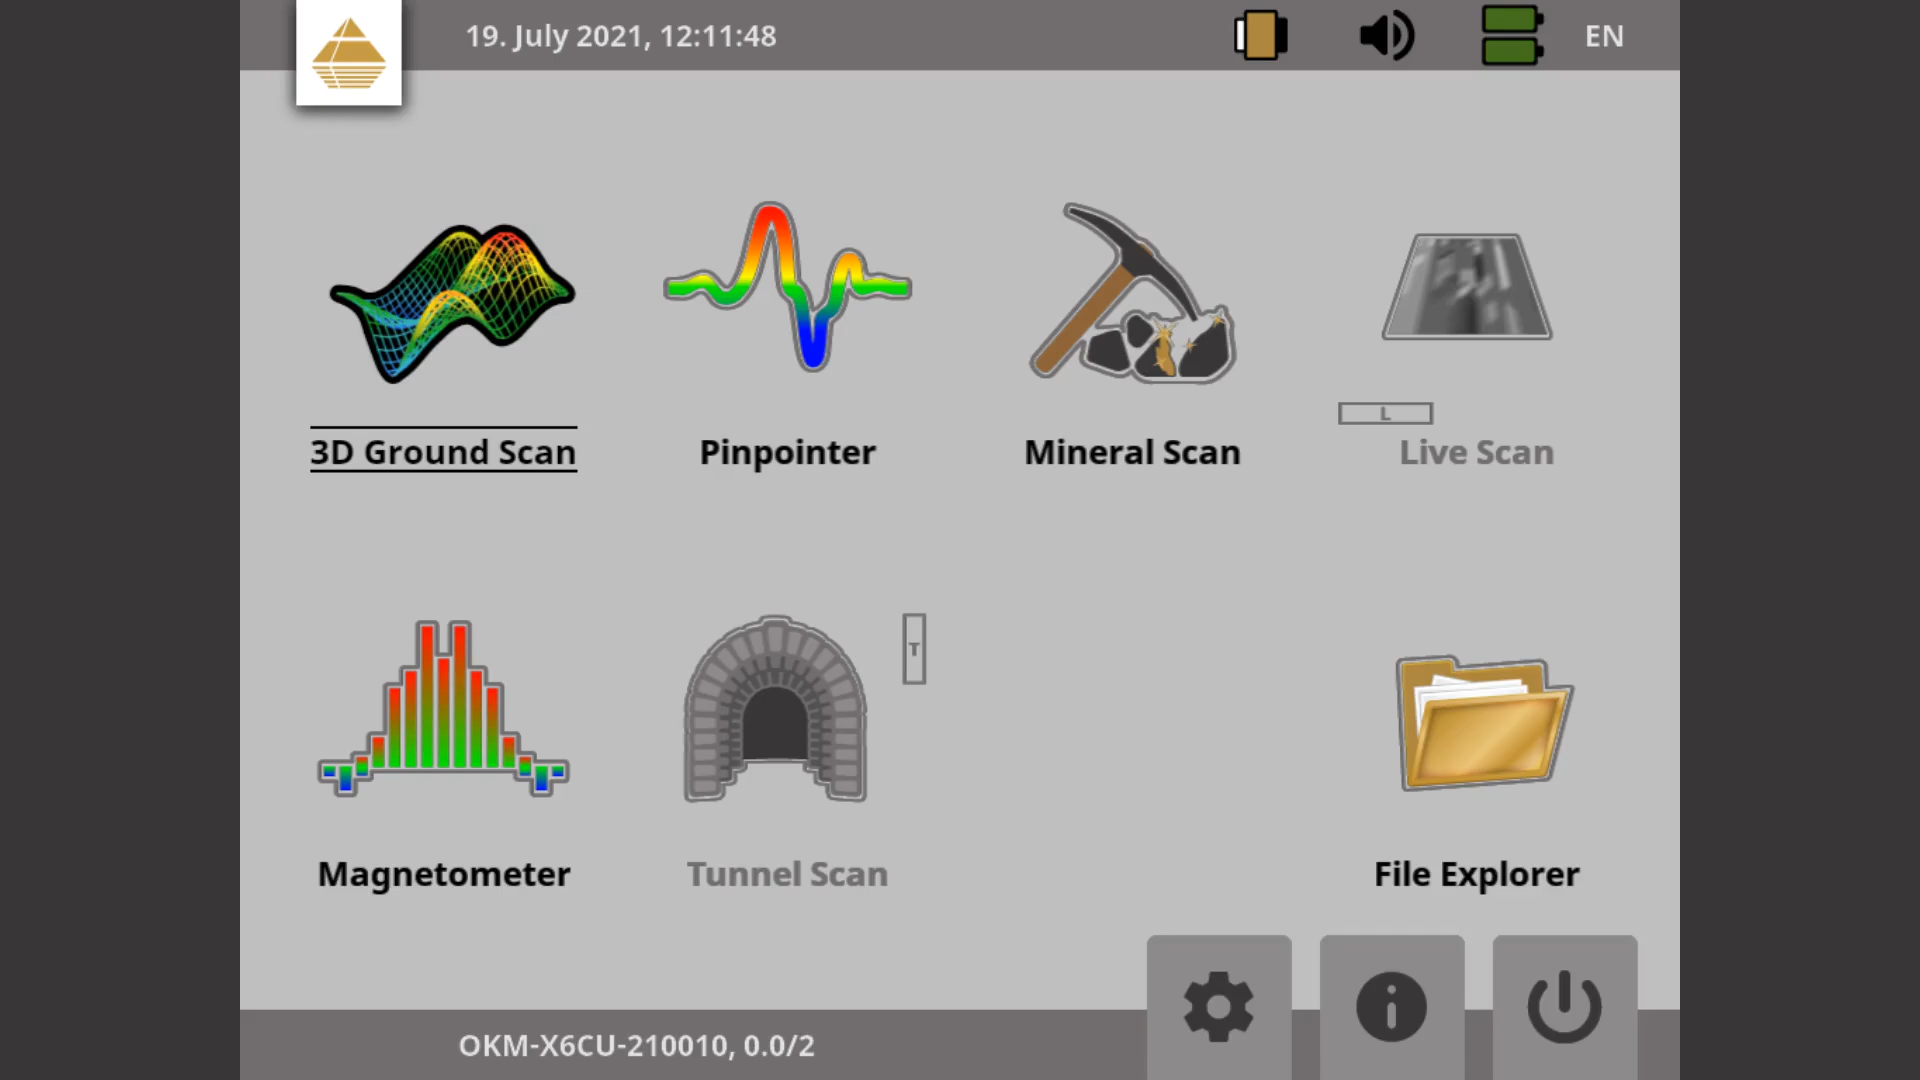 19. July 2021, 12:11:48
EN
3D Ground Scan
Pinpointer
Mineral Scan
L
Live Scan
T
Magnetometer
Tunnel Scan
File Explorer
OKM-X6CU-210010, 0.0/2